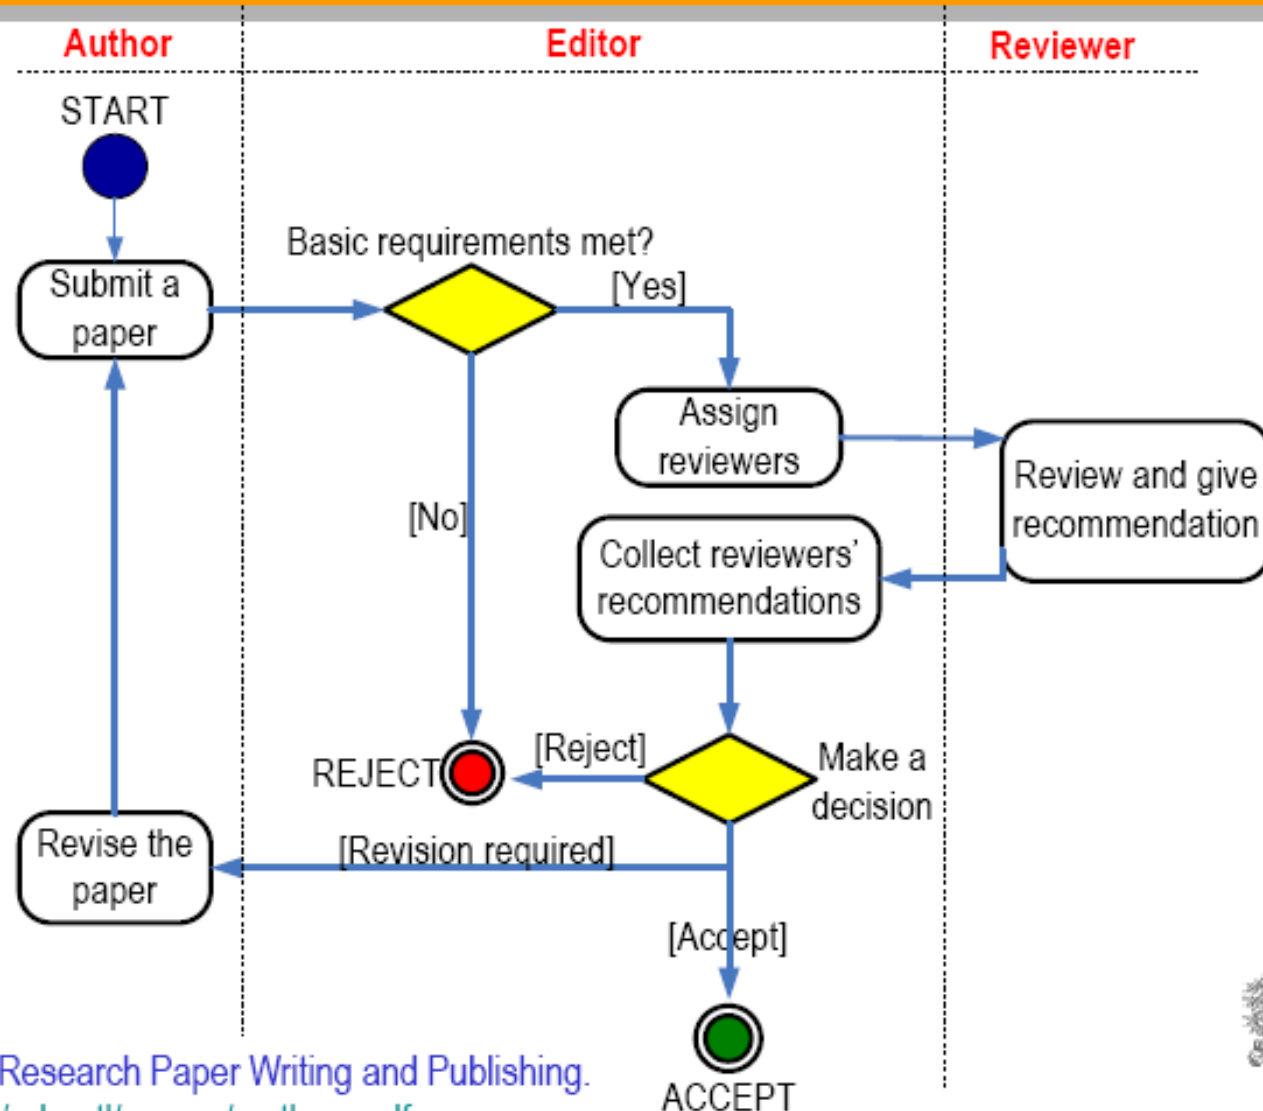 Author
Editor
Reviewer
START
Basic requirements met?
[Yes]
Submit a
paper
Assign
reviewers
Review and give
recommendation
[No]
Collect reviewers'
recommendations
[Reject]
REJECT
Make a
decision
Revise the
paper
[Revision required]
[Accept]
Research Paper Writing and Publishing.
ACCEPT